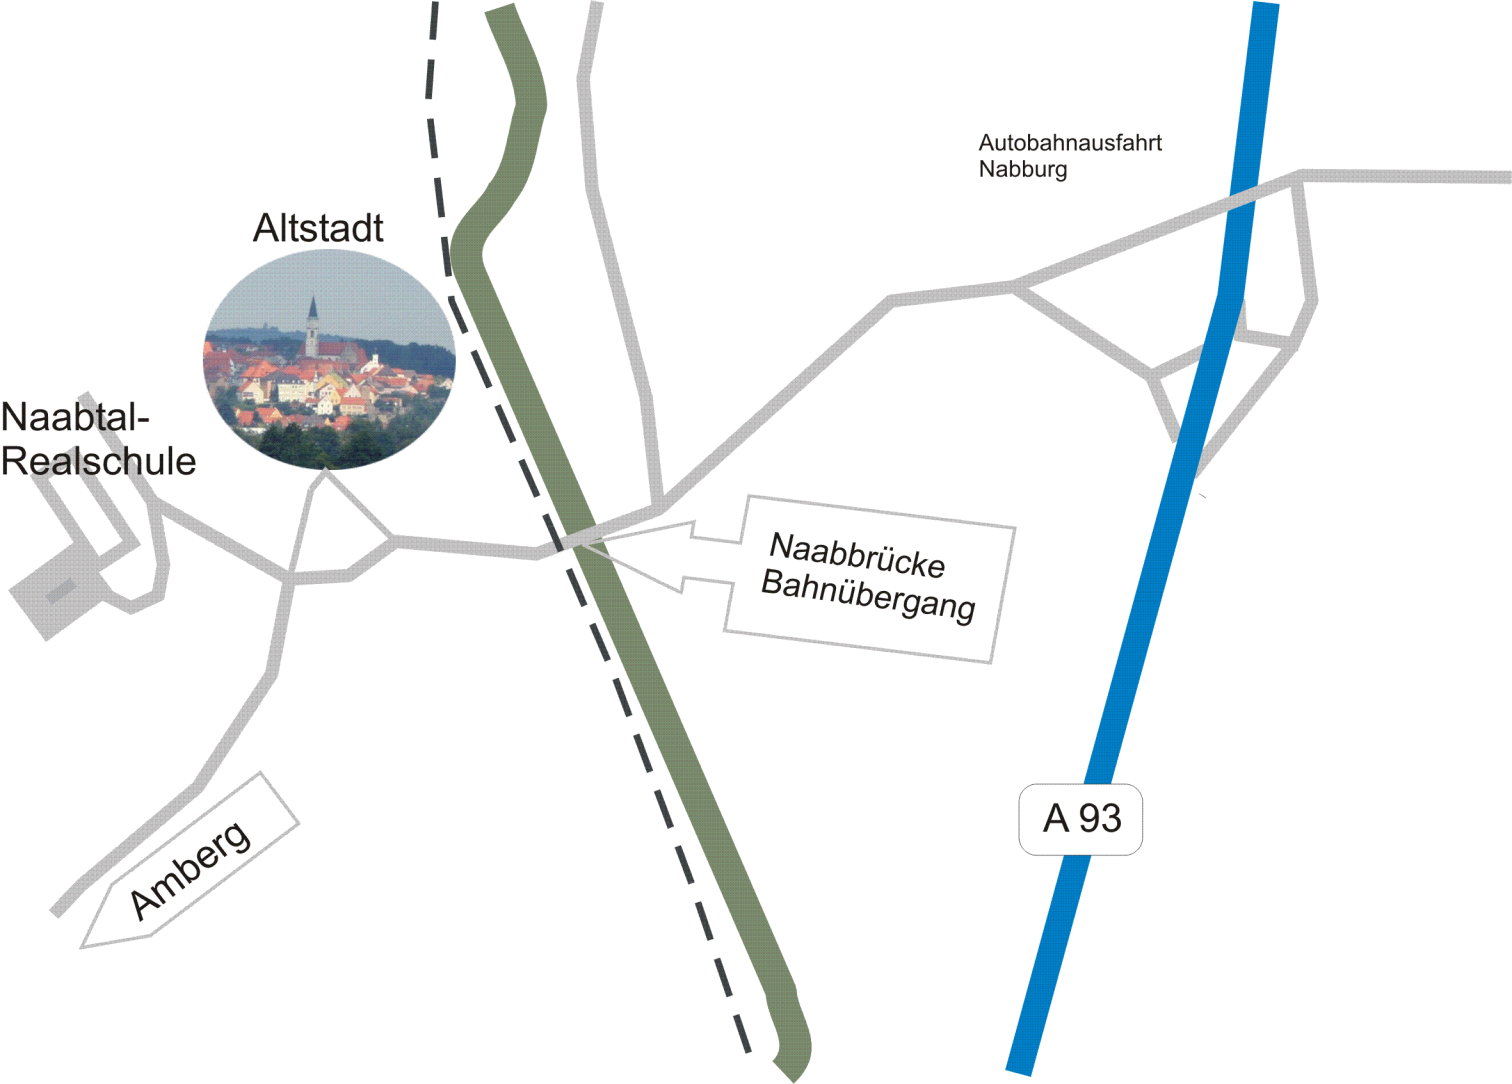 Autobahnausfahrt
Nabburg
Altstadt
Naabtal-
Realschule
Naabbrücke
Bahnübergang
A 93
Amberg